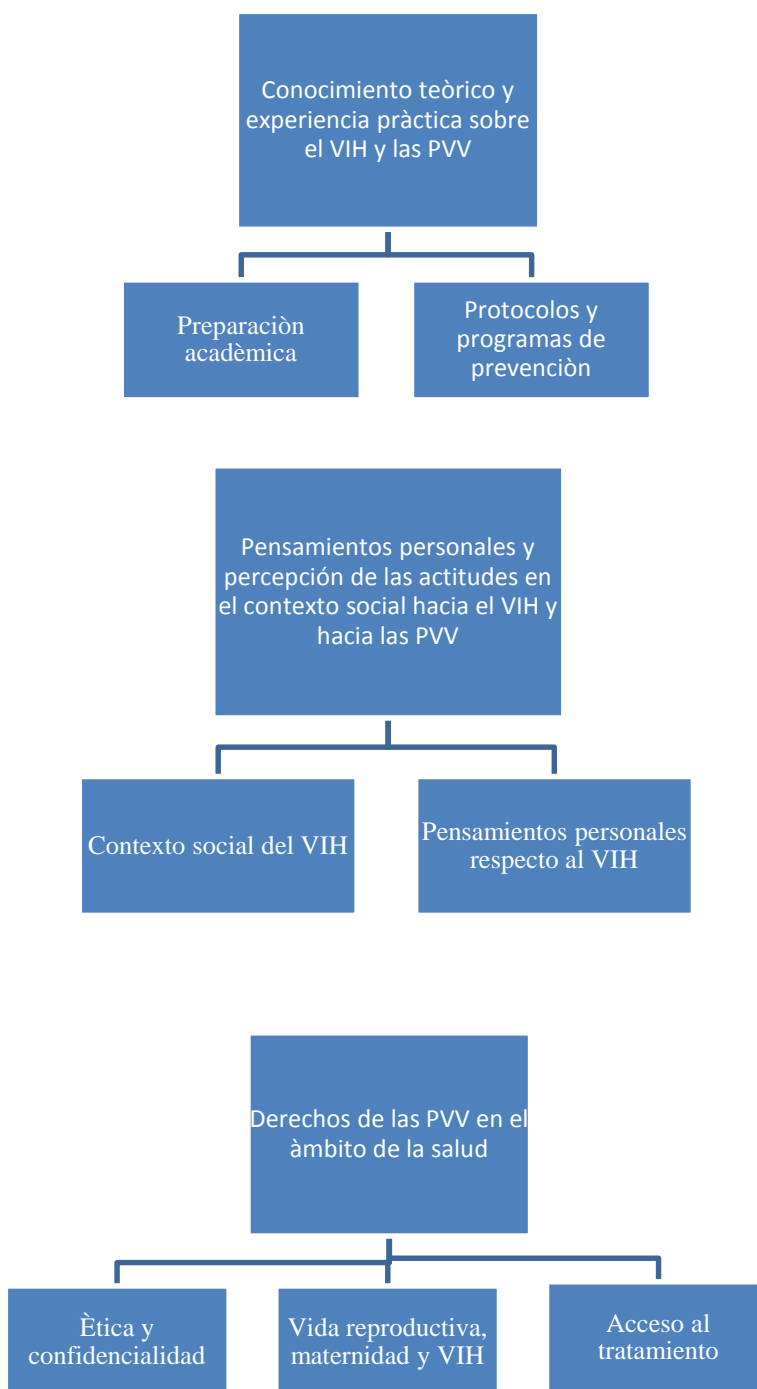 Conocimiento teòrico y
experiencia pràctica sobre
el VIH y las PVV
Preparaciòn
acadèmica
Protocolos y
programas de
prevenciòn
Pensamientos personales y
percepción de las actitudes en
el contexto social hacia el VIH y
hacia las PVV
Contexto social del VIH
Pensamientos personales
respecto al VIH
Derechos de las PVV en el
àmbito de la salud
Ètica y
confidencialidad
Vida reproductiva,
maternidad y VIH
Acceso al
tratamiento